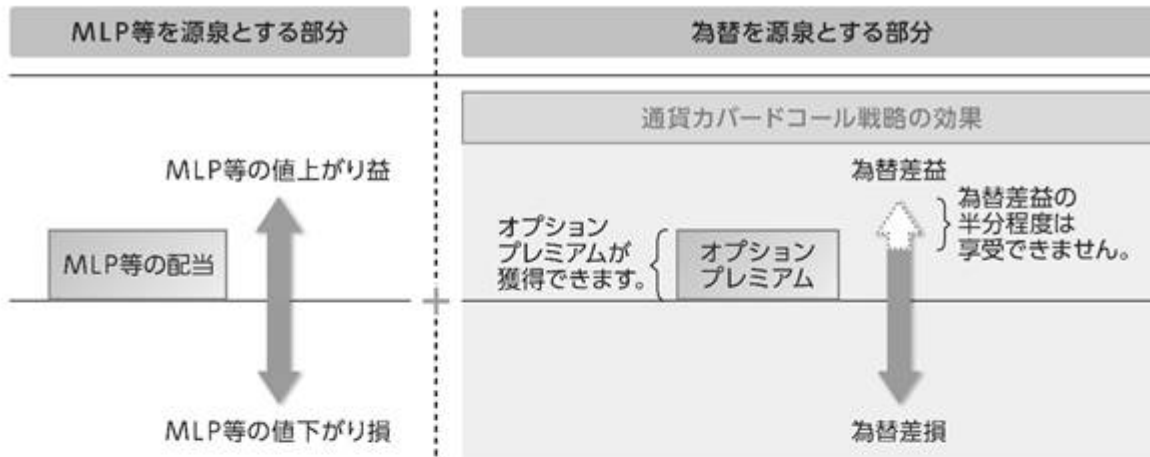 MLP等を源泉とする部分
為替を源泉とする部分
通貨カバードコール戦略の効果
MLP等の値上がり益
MLP等の配当
MLP等の値下がり損
為替差益
為替差益の
半分程度は
享受できません。
オプション
プレミアムが
獲得できます。
オプション
プレミアム
為替差損